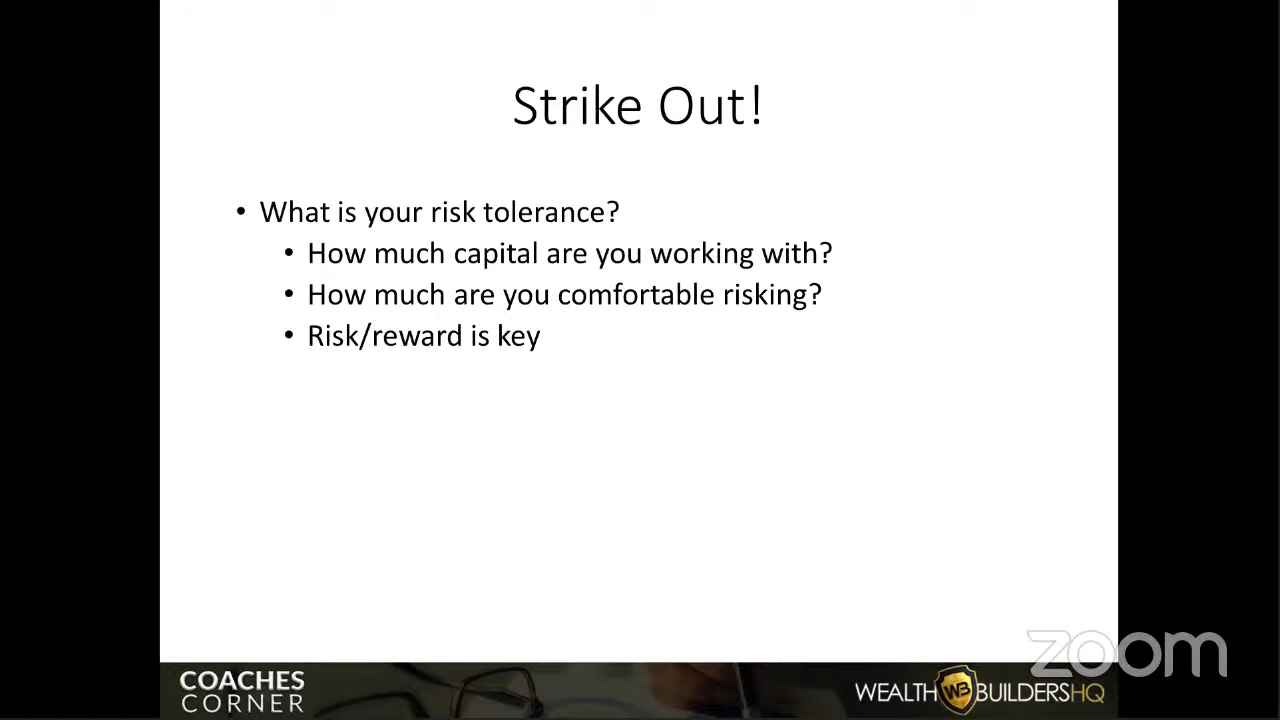 Strike Out!
• What is your risk tolerance?
• How much capital are you working with?
• How much are you comfortable risking?
• Risk/reward is key
zoom
COACHES
CORNER
WEALTH WB BUILDERSHQ